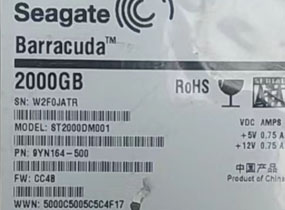 Seagate
Barracuda™
2000GB
RoHS
SN: W2F0JATR
MODEL: ST2000DM001
VDC AMPS
+5V 0.75 A
+12V 0.75 A
PN: 9YN164-500
FW: CC4B
中国产品
Product of China
WWN: 5000C5005C5C4F17